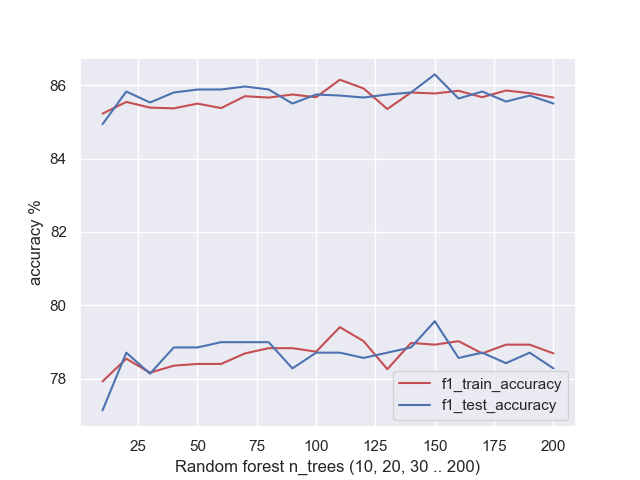 86
84
82
80
78
accuracy %
f1_train_accuracy
f1_test_accuracy
25 50 75 100 125 150 175 200
Random forest n_trees (10, 20, 30 .. 200)